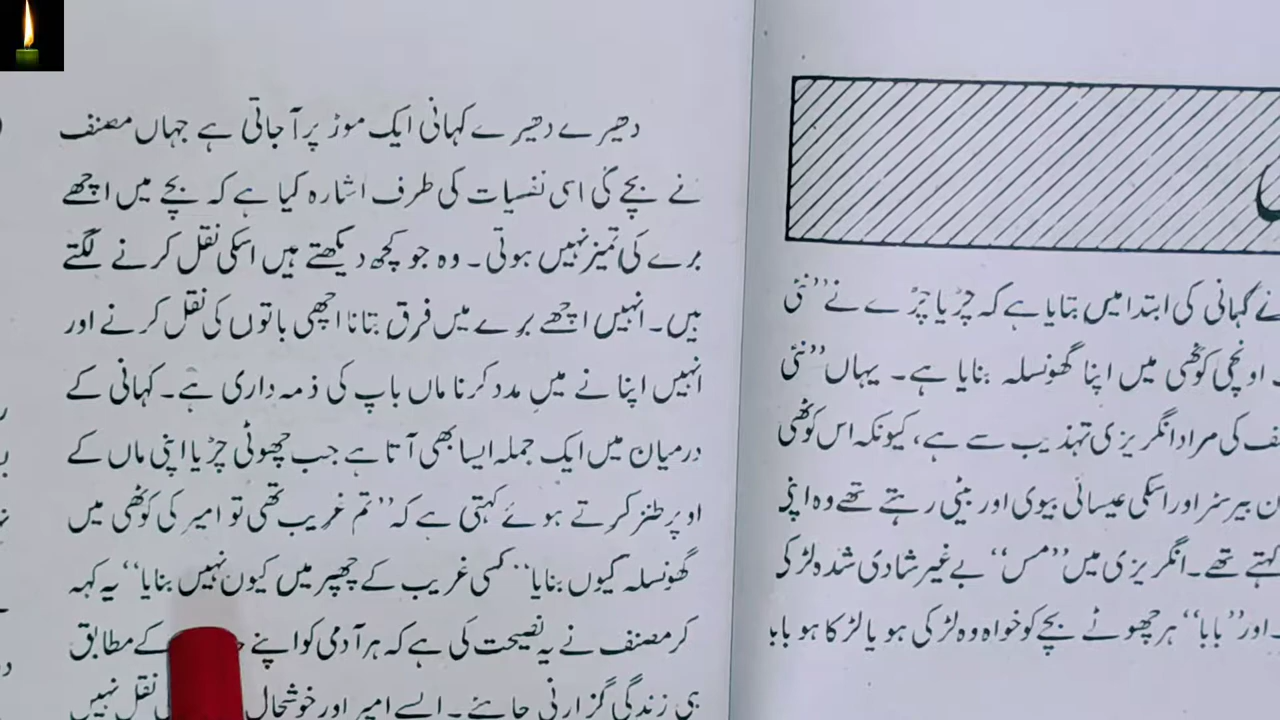 نے کہانی کی ابتدا میں بتایا ہے کہ چڑیا چڑے نے ’’نئی
اونچی کوٹھی میں اپنا گھونسلہ بنایا ہے۔ یہاں ’’نئی
کی مراد انگریزی تہذیب سے ہے، کیونکہ اس کوٹھی
بیرسٹر اور اسکی عیسائی بیوی اور بیٹی رہتے تھے وہ اپنی
کہتے تھے۔ انگریزی میں ’’مس‘‘ بے غیر شادی شدہ لڑکی
اور ’’بابا‘‘ ہر چھوٹے بچے کو خواہ وہ لڑکی ہو یا لڑکا ہو بابا
دھیرے دھیرے کہانی ایک موڑ پر آ جاتی ہے جہاں مصنف
نے بچے کی اسی نفسیات کی طرف اشارہ کیا ہے کہ بچے میں اچھے
برے کی تمیز نہیں ہوتی۔ وہ جو کچھ دیکھتے ہیں اسکی نقل کرنے لگتے
ہیں۔ انہیں اچھے برے میں فرق بتانا اچھی باتوں کی نقل کرنے اور
انہیں اپنانے میں مدد کرنا ماں باپ کی ذمہ داری ہے۔ کہانی کے
درمیان میں ایک جملہ ایسا بھی آتا ہے جب چھوٹی چڑیا اپنی ماں کے
اوپر طنز کرتے ہوئے کہتی ہے کہ ’’تم غریب تھی تو امیر کی کوٹھی میں
گھونسلہ کیوں بنایا‘‘ کسی غریب کے چھپر میں کیوں نہیں بنایا‘‘ یہ کہہ
کر مصنف نے یہ نصیحت کی ہے کہ ہر آدمی کو اپنے کے مطابق
ہی زندگی گزارنی چاہئے۔ اسے امیر اور خوشحال نقل نہیں